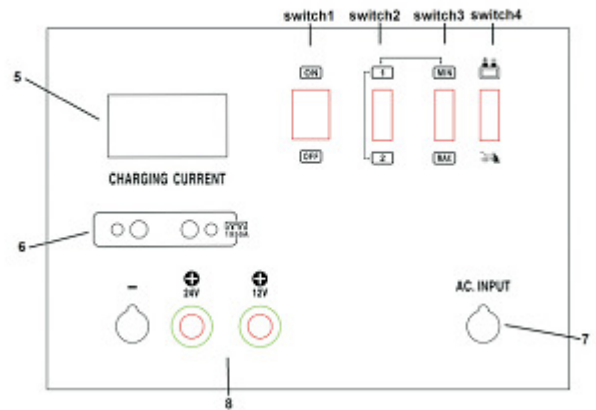 switch1 switch2 switch3 switch4
ON 1 MIN
5
OFF 2 MAX
CHARGING CURRENT
6
- 24V 12V AC. INPUT
7
8